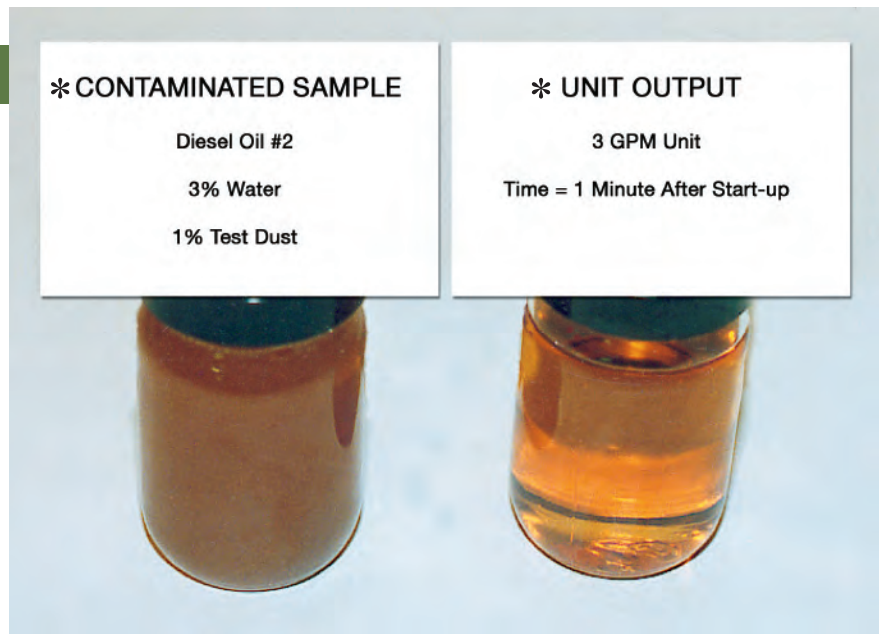 * CONTAMINATED SAMPLE
Diesel Oil #2
3% Water
1% Test Dust
* UNIT OUTPUT
3 GPM Unit
Time = 1 Minute After Start-up